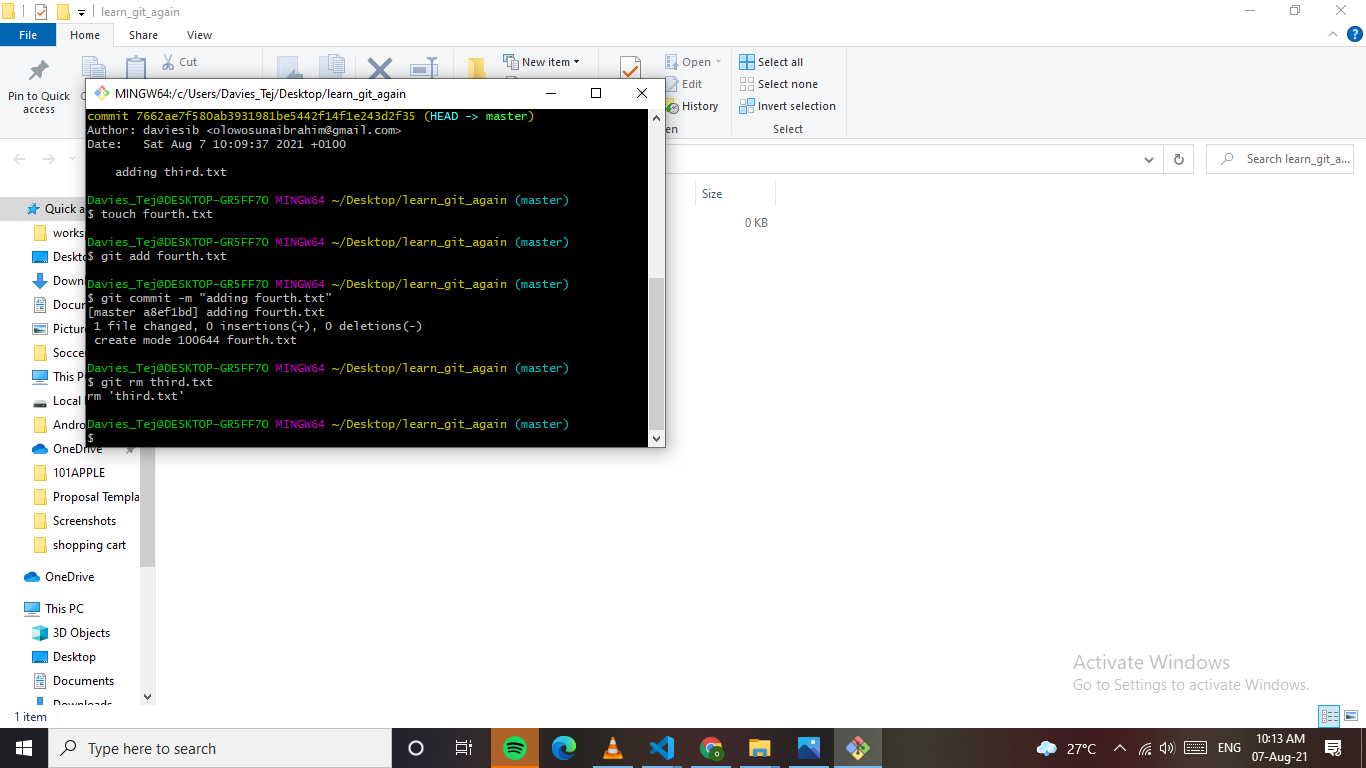 learn_git_again
File Home Share View
Pin to Quick access
Cut
New item
Open
Edit
History
Select all
Select none
Invert selection
Select
Search learn_g​it_a...
Size
0 KB
MINGW64:/c/Users/Davies_Tej/Desktop/learn_git_again
commit 7662ae7f580ab3931981be5442f14f1e243d2f35 (HEAD -> master)
Author: daviesib <olowosunaibrahim@gmail.com>
Date:   Sat Aug 7 10:09:37 2021 +0100
adding third.txt
Davies_Tej@DESKTOP-GR5FF7O MINGW64 ~/Desktop/learn_git_again (master)
$ touch fourth.txt
Davies_Tej@DESKTOP-GR5FF7O MINGW64 ~/Desktop/learn_git_again (master)
$ git add fourth.txt
Davies_Tej@DESKTOP-GR5FF7O MINGW64 ~/Desktop/learn_git_again (master)
$ git commit -m "adding fourth.txt"
[master a8ef1bd] adding fourth.txt
1 file changed, 0 insertions(+), 0 deletions(-)
create mode 100644 fourth.txt
Davies_Tej@DESKTOP-GR5FF7O MINGW64 ~/Desktop/learn_git_again (master)
$ git rm third.txt
rm 'third.txt'
Davies_Tej@DESKTOP-GR5FF7O MINGW64 ~/Desktop/learn_git_again (master)
$
Quick a
works
Deskt
Down
Docu
Pictur
Socce
This P
Local
Andro
OneDrive
101APPLE
Proposal Templa
Screenshots
shopping cart
OneDrive
This PC
3D Objects
Desktop
Documents
Downloads
1 item
Activate Windows
Go to Settings to activate Windows.
Type here to search
27°C
ENG
10:13 AM
07-Aug-21